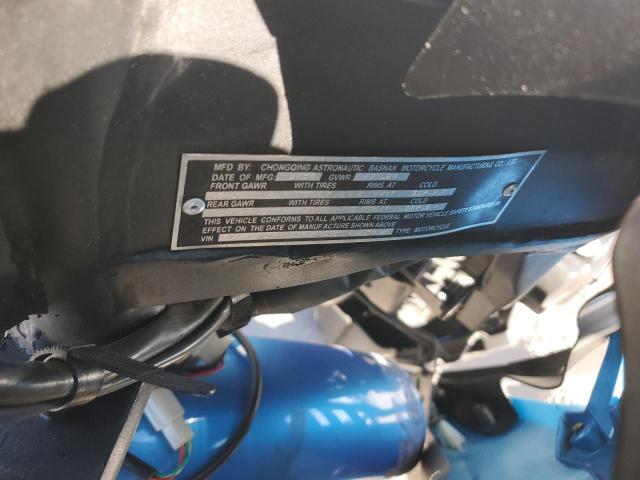 MFD BY: CHONGQING ASTRONAUTIC BASHAN MOTORCYCLE MANUFACTURING CO., LTD.
DATE OF MFG: GVWR
FRONT GAWR WITH TIRES RIMS AT COLD
REAR GAWR WITH TIRES RIMS AT COLD
THIS VEHICLE CONFORMS TO ALL APPLICABLE FEDERAL MOTOR VEHICLE SAFETY STANDARDS IN
EFFECT ON THE DATE OF MANUFACTURE SHOWN ABOVE
VIN TYPE: MOTORCYCLE